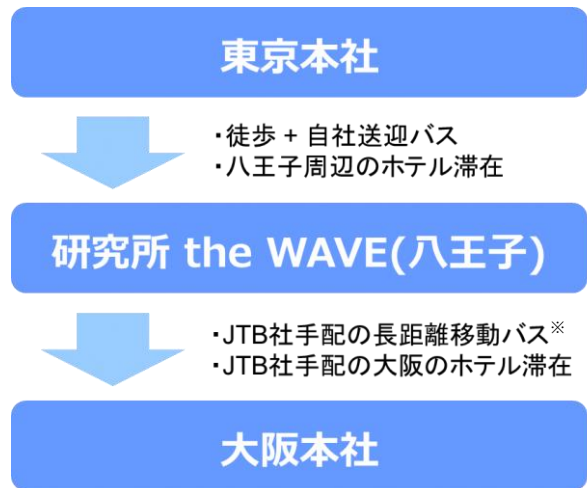 東京本社
・徒歩 + 自社送迎バス
・八王子周辺のホテル滞在
研究所 the WAVE(八王子)
・JTB社手配の長距離移動バス※
・JTB社手配の大阪のホテル滞在
大阪本社